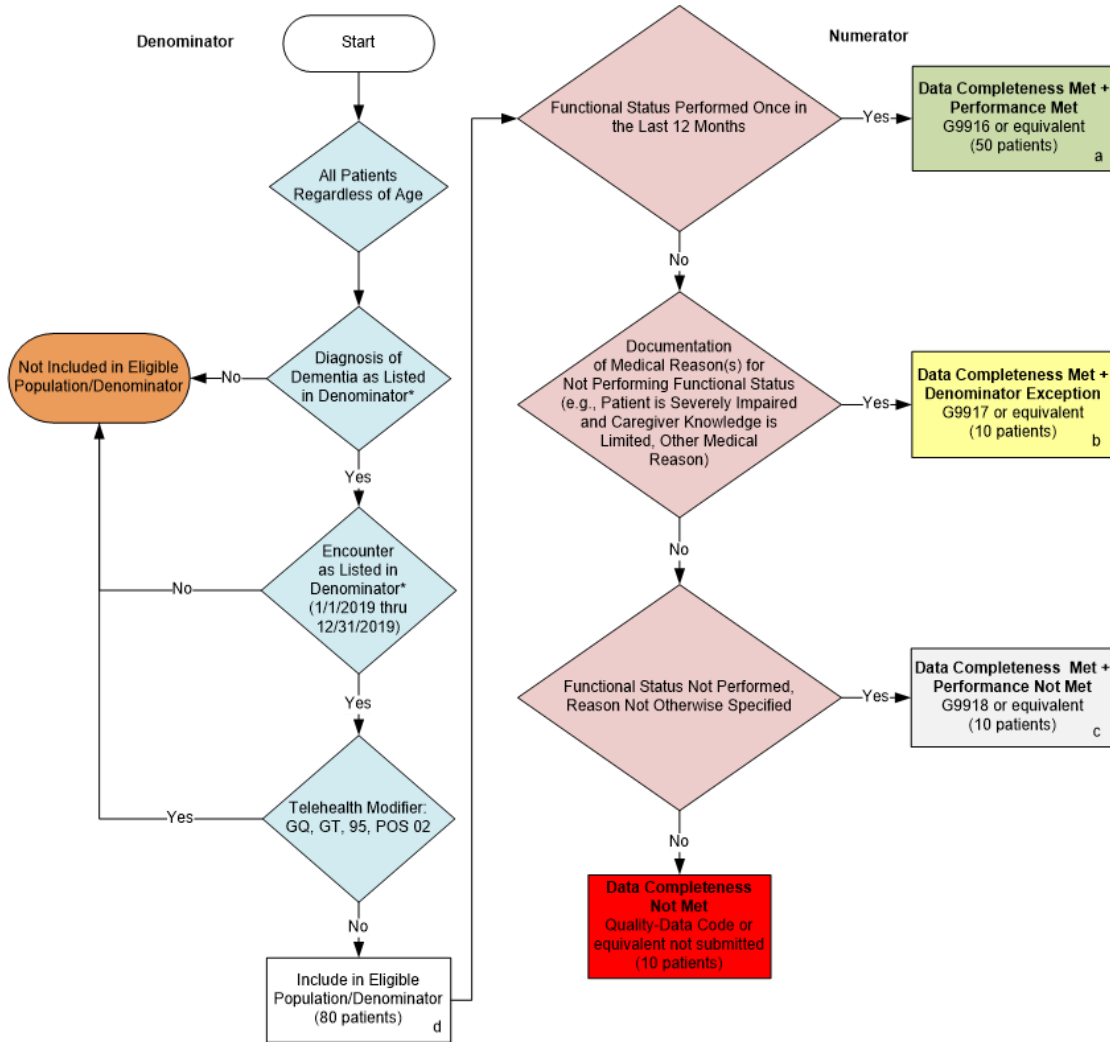 Denominator
Start
All Patients
Regardless of Age
Diagnosis of
Dementia as Listed
in Denominator*
No
Not Included in Eligible
Population/Denominator
Yes
Encounter
as Listed in
Denominator*
(1/1/2019 thru
12/31/2019)
No
Yes
Telehealth Modifier:
GQ, GT, 95, POS 02
Yes
No
Include in Eligible
Population/Denominator
(80 patients)
d
Numerator
Functional Status Performed Once in
the Last 12 Months
Yes
Data Completeness Met +
Performance Met
G9916 or equivalent
(50 patients)
a
No
Documentation
of Medical Reason(s) for
Not Performing Functional Status
(e.g., Patient is Severely Impaired
and Caregiver Knowledge is
Limited, Other Medical
Reason)
Yes
Data Completeness Met +
Denominator Exception
G9917 or equivalent
(10 patients)
b
No
Functional Status Not Performed,
Reason Not Otherwise Specified
Yes
Data Completeness Met +
Performance Not Met
G9918 or equivalent
(10 patients)
c
No
Data Completeness
Not Met
Quality-Data Code or
equivalent not submitted
(10 patients)